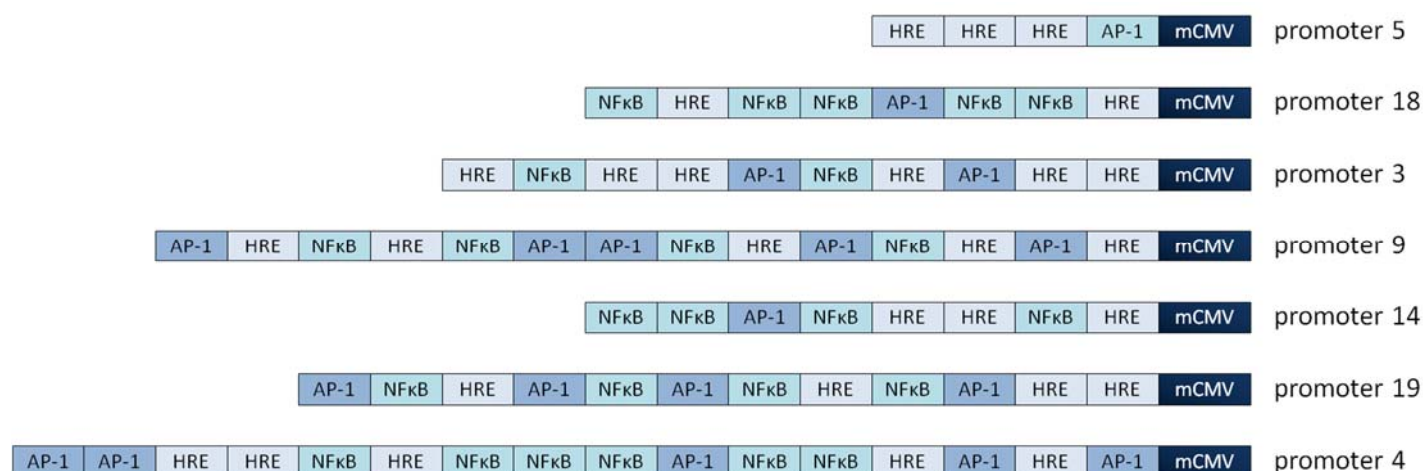 HRE HRE HRE AP-1 mCMV promoter 5
NFκB HRE NFκB NFκB AP-1 NFκB NFκB HRE mCMV promoter 18
HRE NFκB HRE HRE AP-1 NFκB HRE AP-1 HRE HRE mCMV promoter 3
AP-1 HRE NFκB HRE NFκB AP-1 AP-1 NFκB HRE AP-1 NFκB HRE AP-1 HRE mCMV promoter 9
NFκB NFκB AP-1 NFκB HRE HRE NFκB HRE mCMV promoter 14
AP-1 NFκB HRE AP-1 NFκB AP-1 NFκB HRE NFκB AP-1 HRE HRE mCMV promoter 19
AP-1 AP-1 HRE HRE NFκB HRE NFκB NFκB NFκB AP-1 NFκB NFκB HRE AP-1 HRE AP-1 mCMV promoter 4